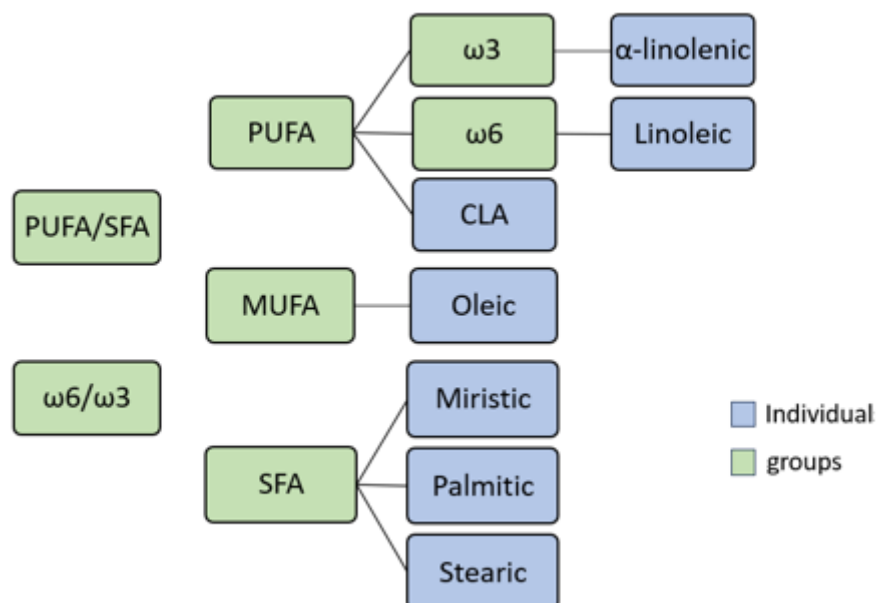 ω3
α-linolenic
PUFA
ω6
Linoleic
CLA
PUFA/SFA
MUFA
Oleic
ω6/ω3
Miristic
Palmitic
SFA
Stearic
Individual
groups